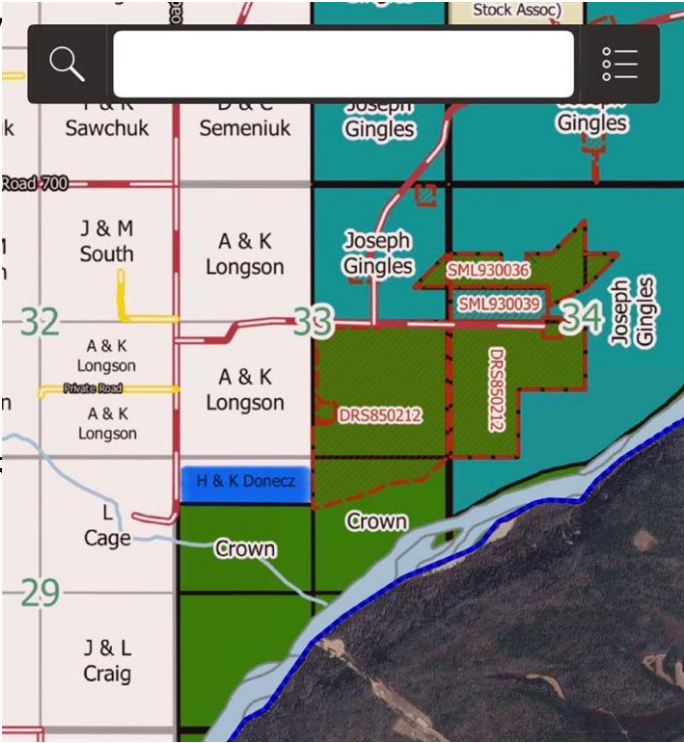 Stock Assoc)
Sawchuk
Semeniuk
Joseph
Gingles
Gingles
Road 700
J & M
South
A & K
Longson
Joseph
Gingles
SML930036
SML930039
Joseph
Gingles
32
33
34
A & K
Longson
Private Road
A & K
Longson
A & K
Longson
DRS850212
DRS850212
H & K Donecz
L
Cage
Crown
Crown
29
J & L
Craig